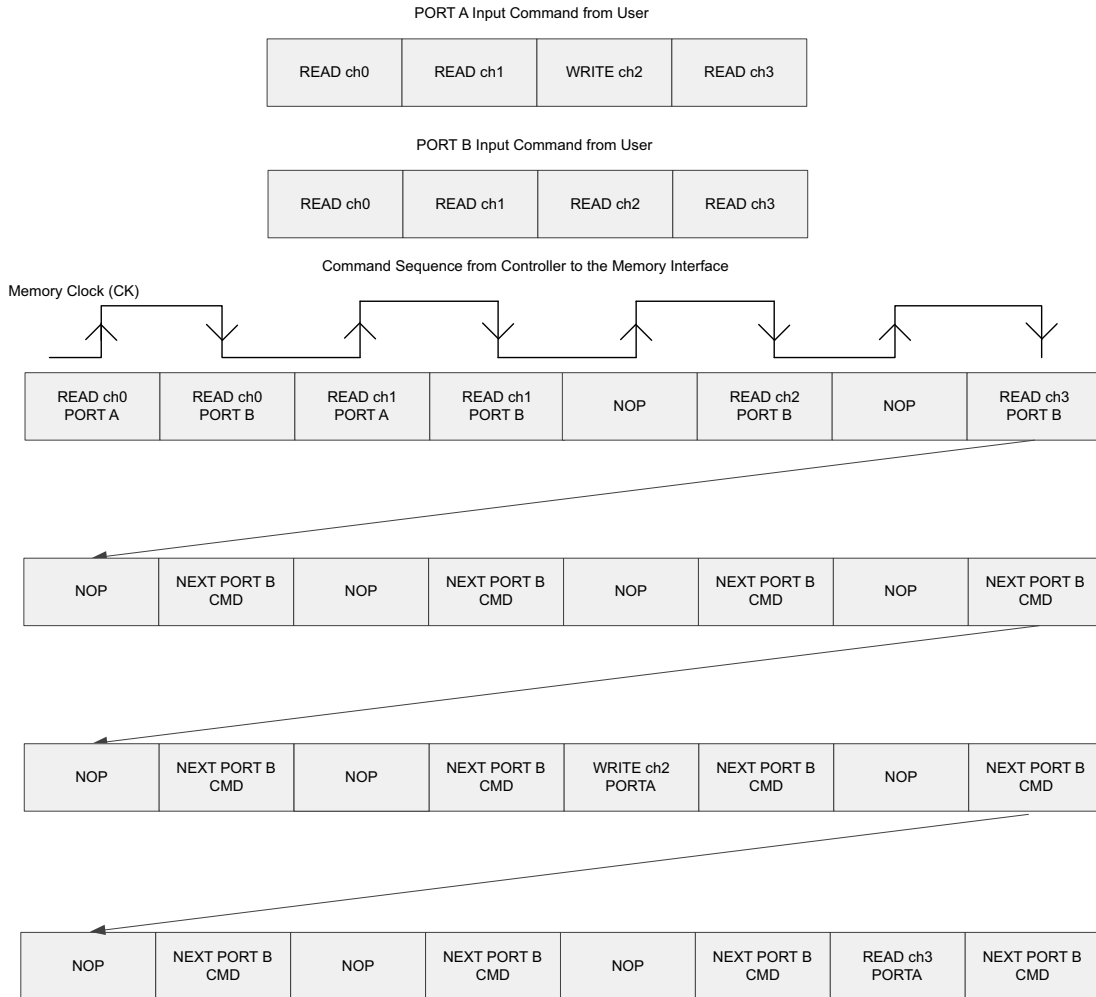 PORT A Input Command from User
READ ch0 READ ch1 WRITE ch2 READ ch3
PORT B Input Command from User
READ ch0 READ ch1 READ ch2 READ ch3
Command Sequence from Controller to the Memory Interface
Memory Clock (CK)
READ ch0
PORT A
READ ch0
PORT B
READ ch1
PORT A
READ ch1
PORT B
NOP
READ ch2
PORT B
NOP
READ ch3
PORT B
NOP
NEXT PORT B
CMD
NOP
NEXT PORT B
CMD
NOP
NEXT PORT B
CMD
NOP
NEXT PORT B
CMD
NOP
NEXT PORT B
CMD
NOP
NEXT PORT B
CMD
WRITE ch2
PORTA
NEXT PORT B
CMD
NOP
NEXT PORT B
CMD
NOP
NEXT PORT B
CMD
NOP
NEXT PORT B
CMD
NOP
NEXT PORT B
CMD
READ ch3
PORTA
NEXT PORT B
CMD